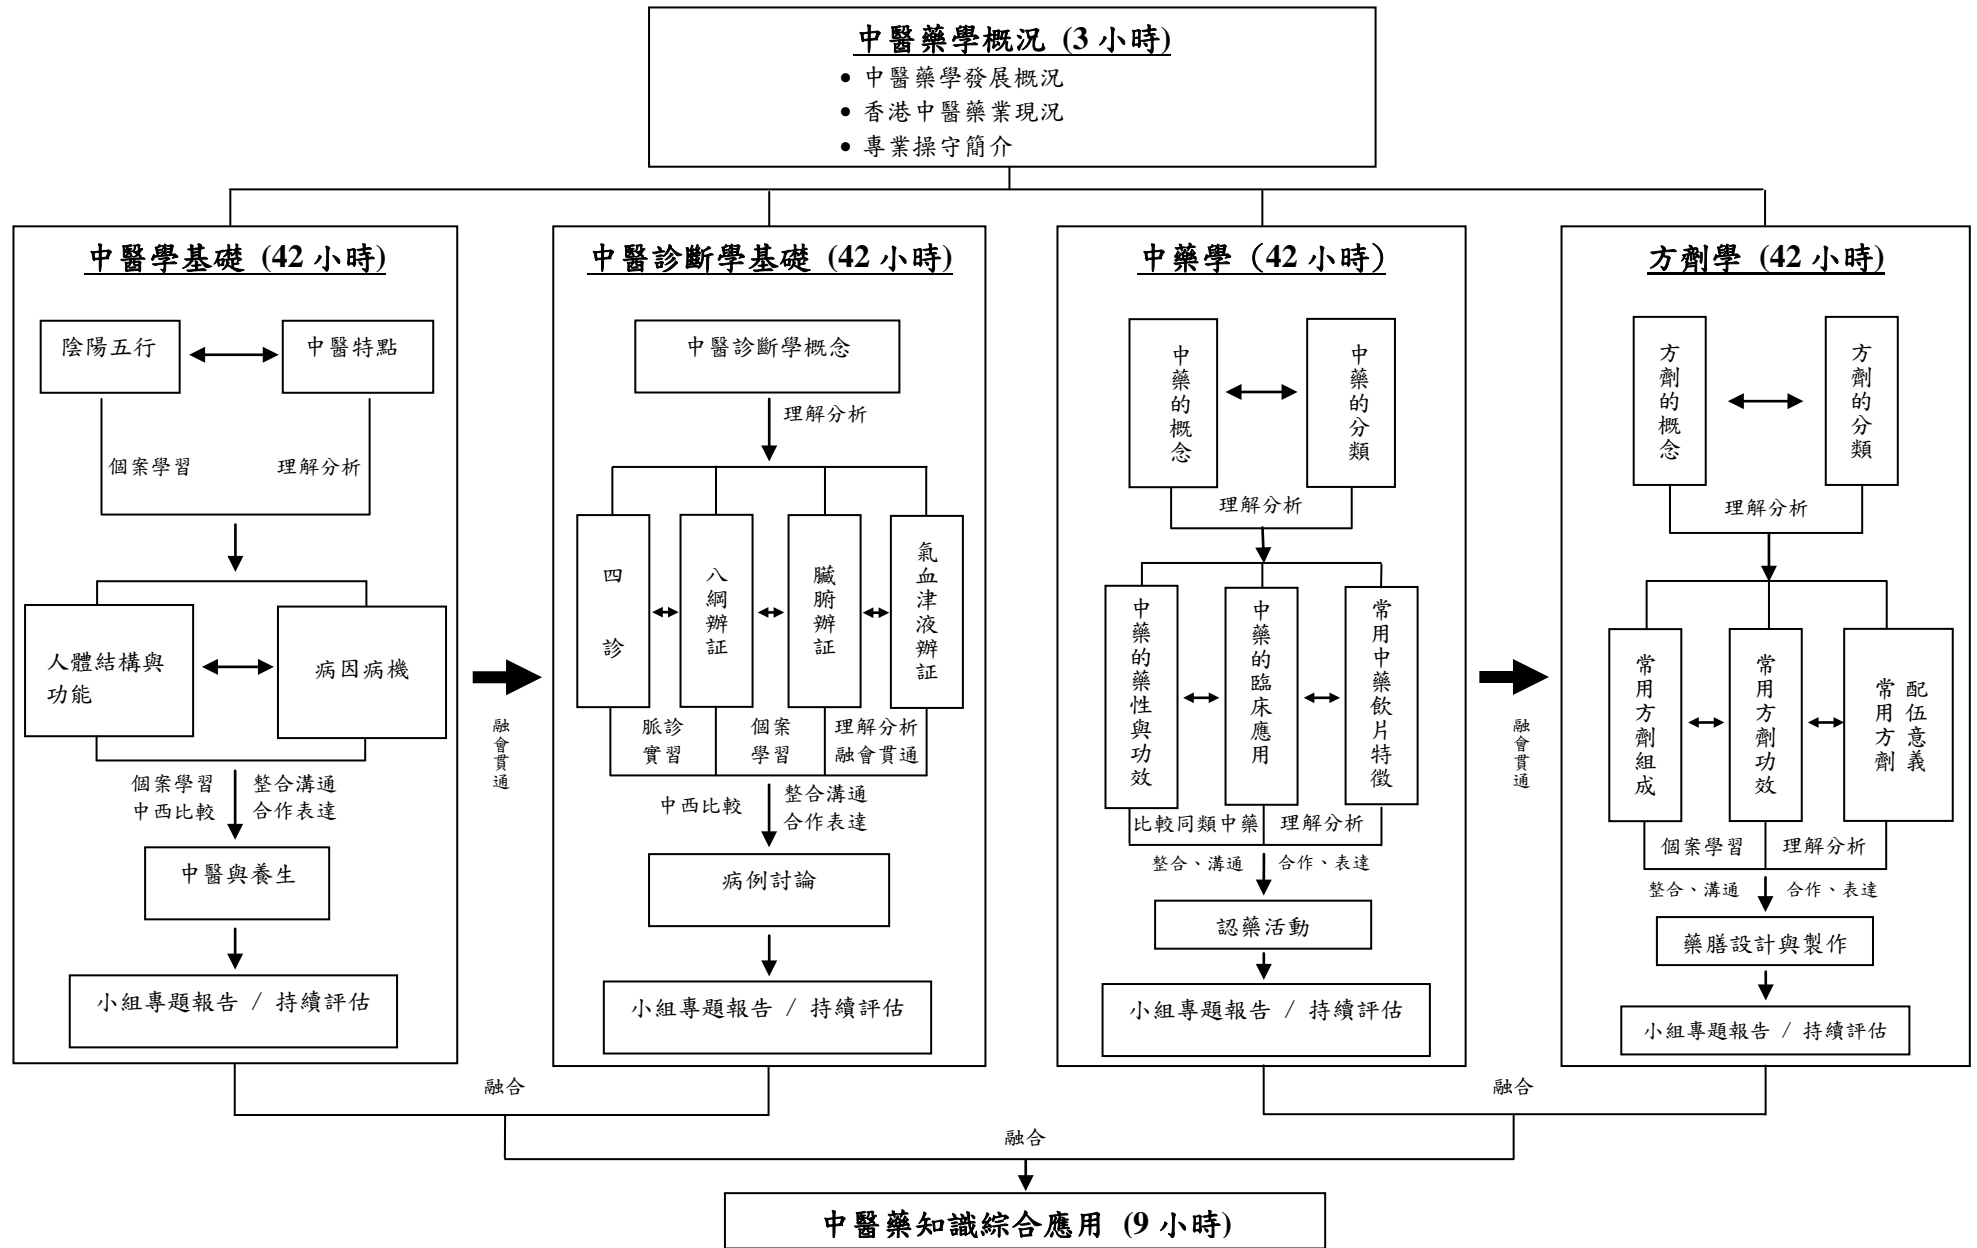 中醫藥學概況 (3 小時)
• 中醫藥學發展概況
• 香港中醫藥業現況
• 專業操守簡介
中醫學基礎 (42 小時)
陰陽五行
中醫特點
個案學習
理解分析
人體結構與
功能
病因病機
個案學習
中西比較
整合溝通
合作表達
中醫與養生
小組專題報告 / 持續評估
融會貫通
中醫診斷學基礎 (42 小時)
中醫診斷學概念
理解分析
四診
八綱辦証
臟腑辦証
氣血津液辦証
脈診
實習
個案
學習
理解分析
融會貫通
中西比較
整合溝通
合作表達
病例討論
小組專題報告 / 持續評估
中藥學（42 小時）
中藥的概念
中藥的分類
理解分析
中藥的藥性與功效
中藥的臨床應用
常用中藥飲片特徵
比較同類中藥
理解分析
整合、溝通
合作、表達
認藥活動
小組專題報告 / 持續評估
融會貫通
方劑學 (42 小時)
方劑的概念
方劑的分類
理解分析
常用方劑組成
常用方劑功效
常用方劑
配伍意義
個案學習
理解分析
整合、溝通
合作、表達
藥膳設計與製作
小組專題報告 / 持續評估
融合
融合
融合
中醫藥知識綜合應用 (9 小時)